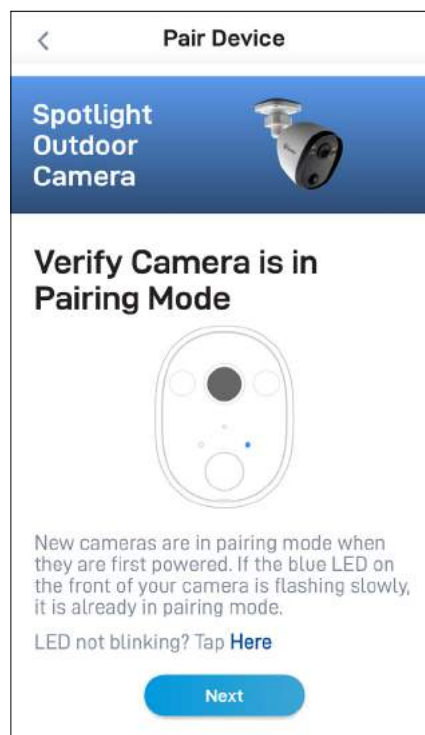 Pair Device
Spotlight
Outdoor
Camera
Verify Camera is in
Pairing Mode
New cameras are in pairing mode when
they are first powered. If the blue LED on
the front of your camera is flashing slowly,
it is already in pairing mode.
LED not blinking? Tap Here
Next